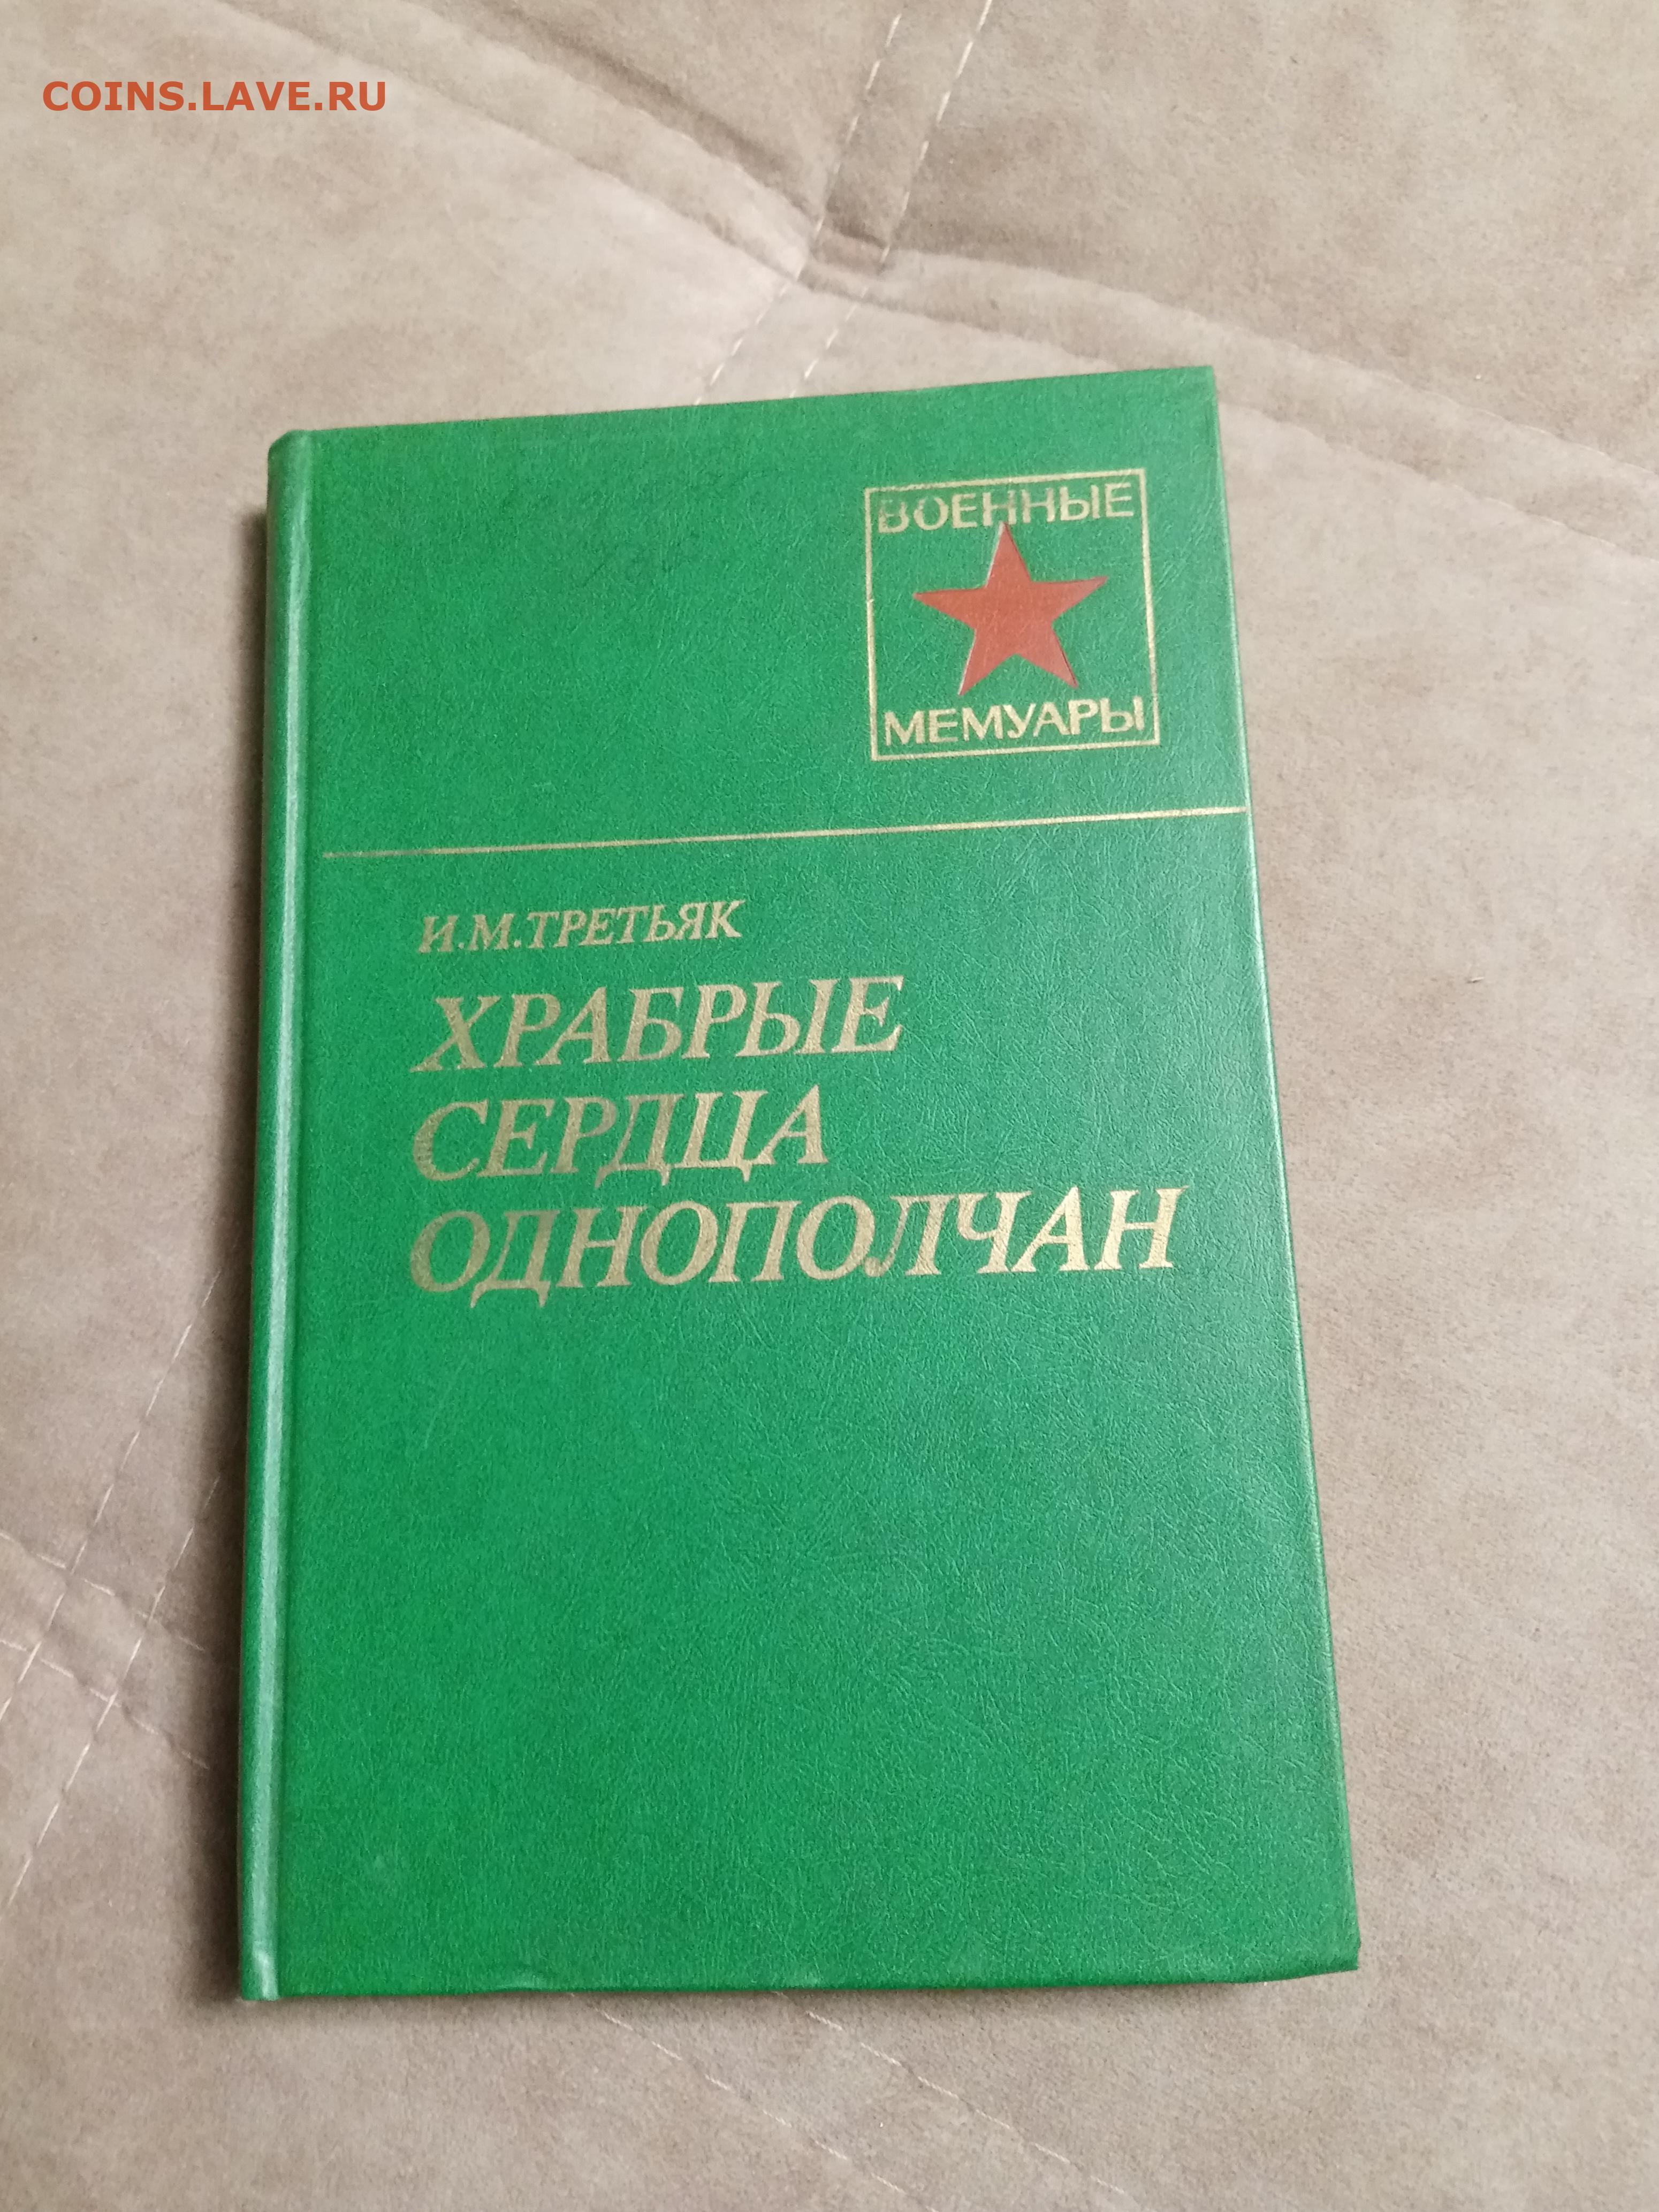 COINS.LAVE.RU
ВОЕННЫЕ
МЕМУАРЫ
И.М.ТРЕТЬЯК
ХРАБРЫЕ
СЕРДЦА
ОДНОПОЛЧАН